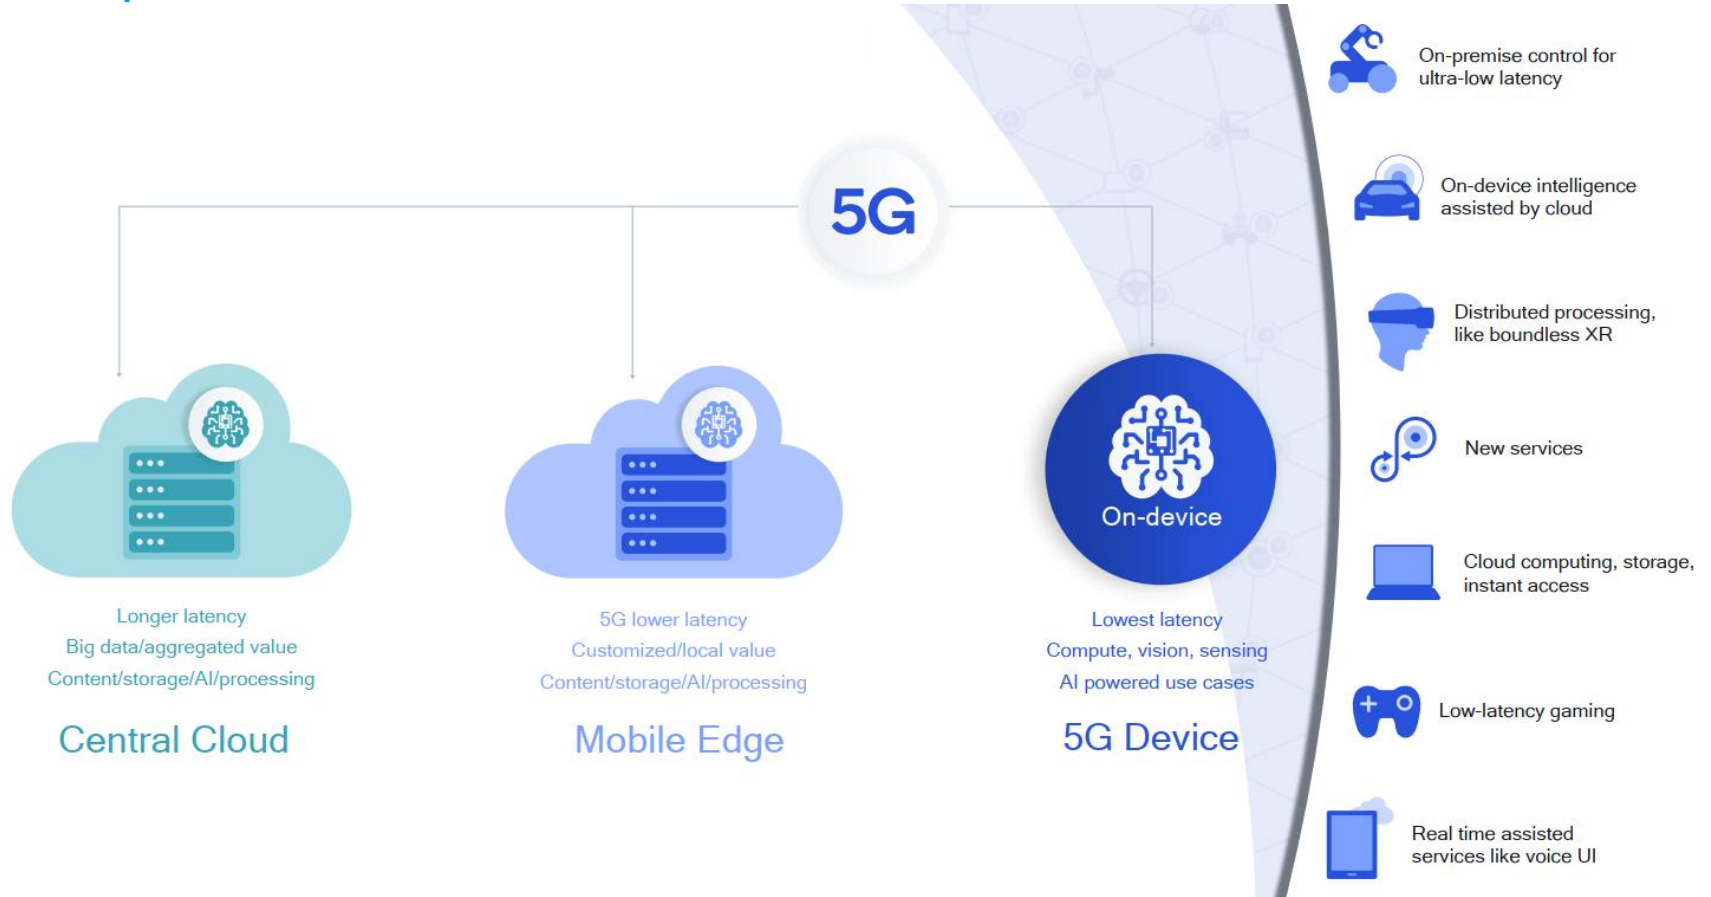 5G
On-device
Longer latency
Big data/aggregated value
Content/storage/AI/processing
Central Cloud
5G lower latency
Customized/local value
Content/storage/AI/processing
Mobile Edge
Lowest latency
Compute, vision, sensing
AI powered use cases
5G Device
On-premise control for
ultra-low latency
On-device intelligence
assisted by cloud
Distributed processing,
like boundless XR
New services
Cloud computing, storage,
instant access
Low-latency gaming
Real time assisted
services like voice UI